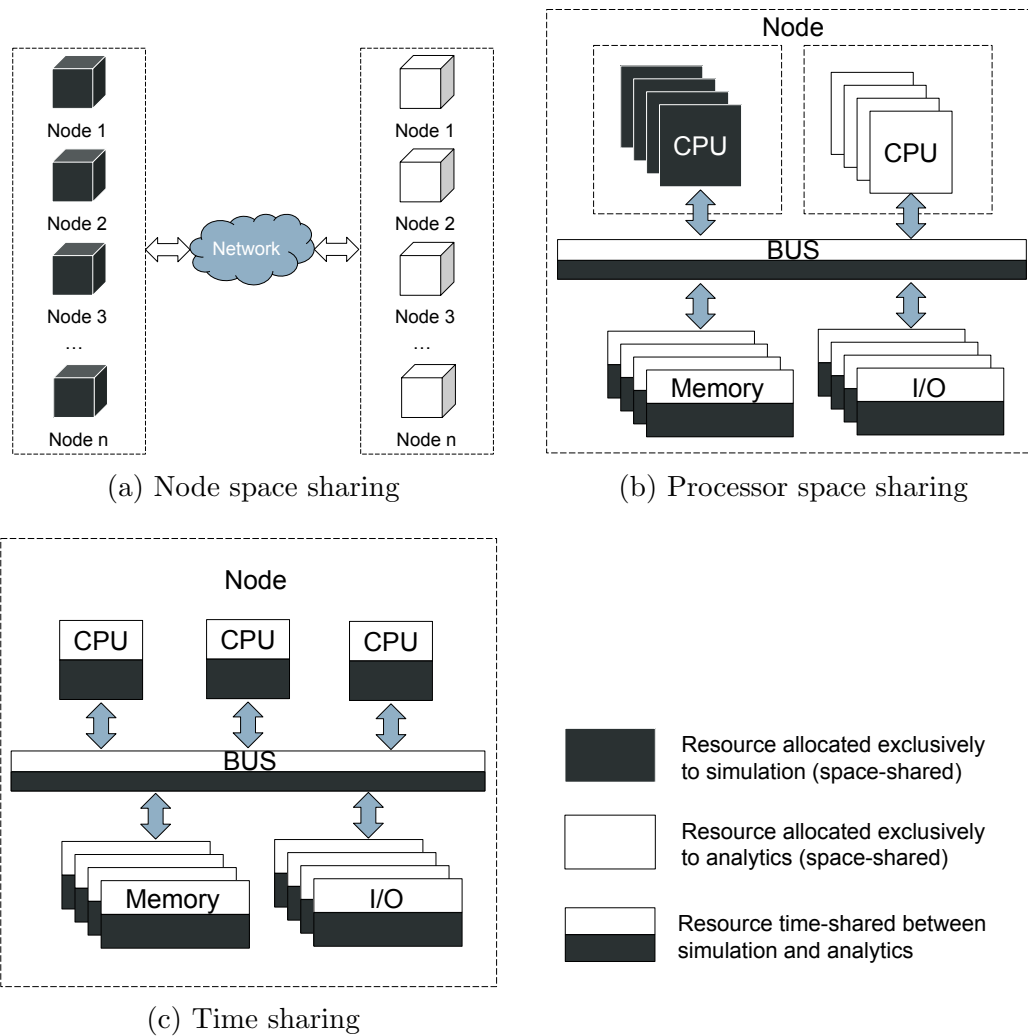 Node 1
Node 2
Node 3
...
Node n
Network
Node 1
Node 2
Node 3
...
Node n
(a) Node space sharing
Node
CPU
CPU
BUS
Memory
I/O
(b) Processor space sharing
Node
CPU
CPU
CPU
BUS
Memory
I/O
(c) Time sharing
Resource allocated exclusively
to simulation (space-shared)
Resource allocated exclusively
to analytics (space-shared)
Resource time-shared between
simulation and analytics